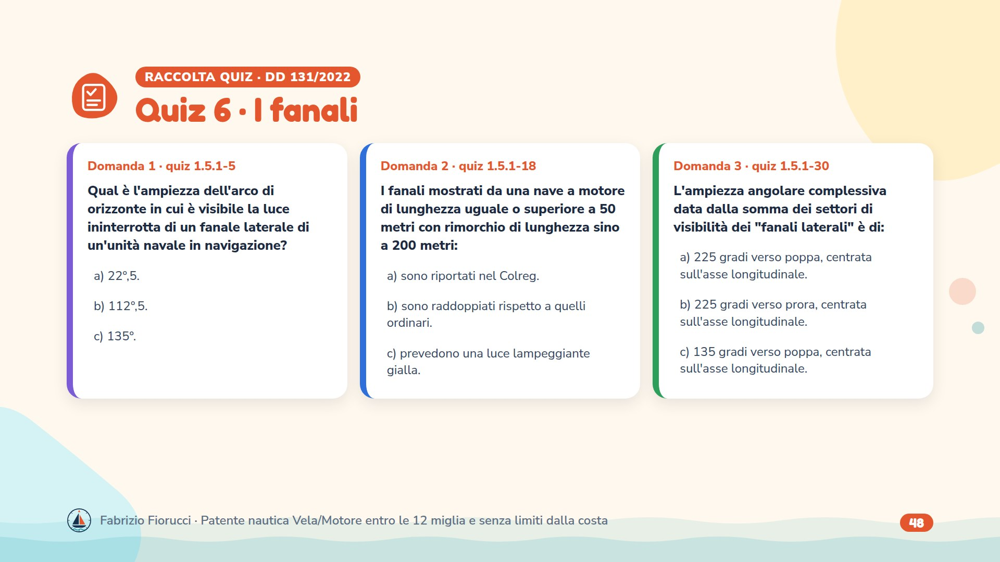 RACCOLTA QUIZ · DD 131/2022
Quiz 6 · I fanali
Domanda 1 · quiz 1.5.1-5
Qual è l'ampiezza dell'arco di
orizzonte in cui è visibile la luce
ininterrotta di un fanale laterale di
un'unità navale in navigazione?
a) 22°,5.
b) 112°,5.
c) 135°.
Domanda 2 · quiz 1.5.1-18
I fanali mostrati da una nave a motore
di lunghezza uguale o superiore a 50
metri con rimorchio di lunghezza sino
a 200 metri:
a) sono riportati nel Colreg.
b) sono raddoppiati rispetto a quelli
ordinari.
c) prevedono una luce lampeggiante
gialla.
Domanda 3 · quiz 1.5.1-30
L'ampiezza angolare complessiva
data dalla somma dei settori di
visibilità dei "fanali laterali" è di:
a) 225 gradi verso poppa, centrata
sull'asse longitudinale.
b) 225 gradi verso prora, centrata
sull'asse longitudinale.
c) 135 gradi verso poppa, centrata
sull'asse longitudinale.
Fabrizio Fiorucci · Patente nautica Vela/Motore entro le 12 miglia e senza limiti dalla costa
48